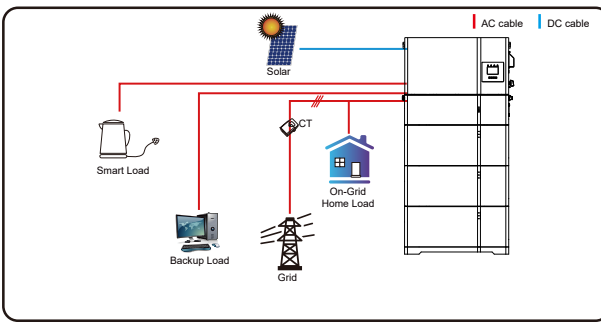 AC cable
DC cable
Solar
CT
Smart Load
On-Grid
Home Load
Backup Load
Grid